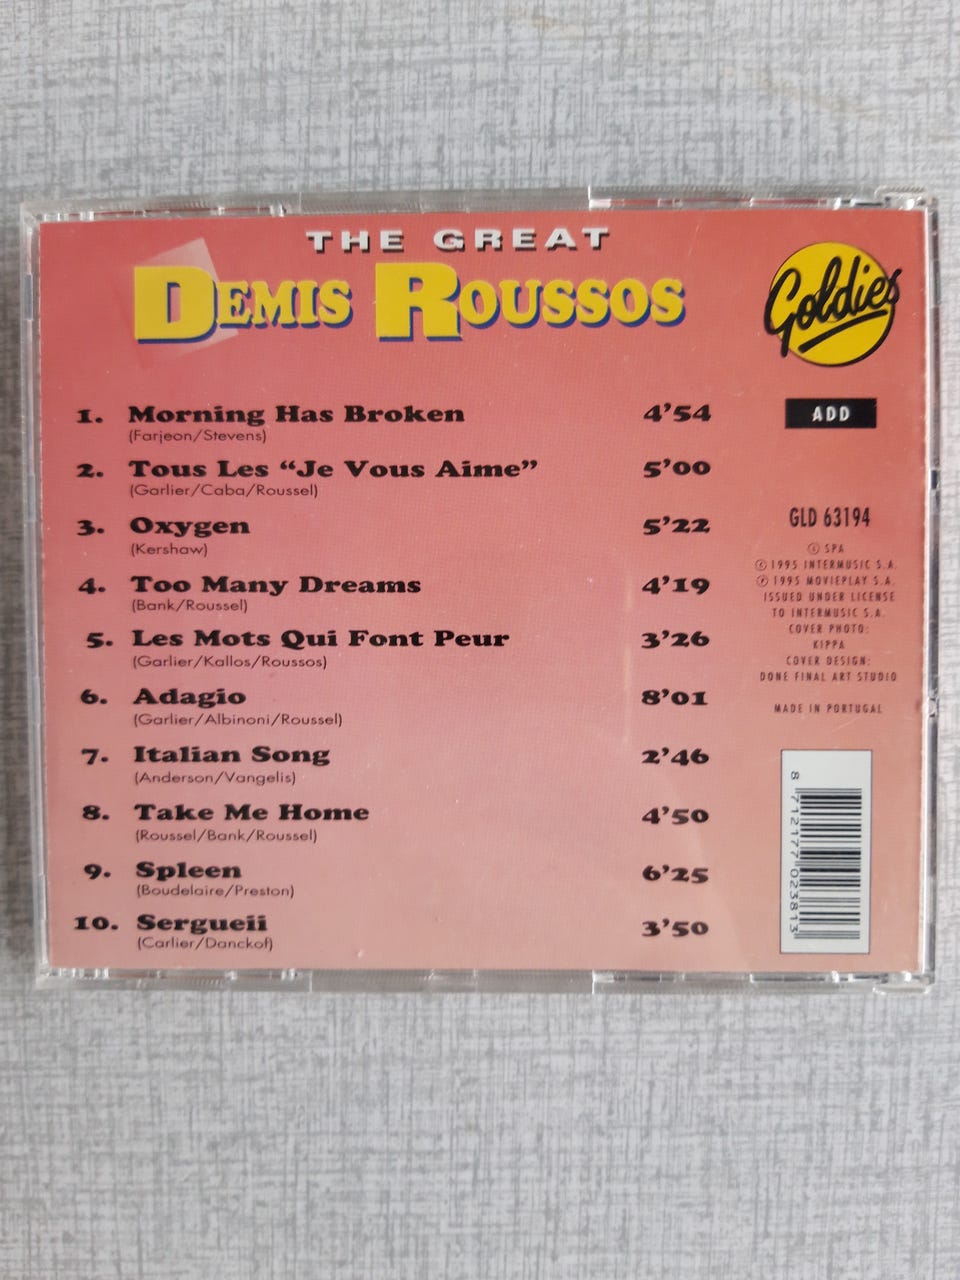 THE GREAT
DEMIS ROUSSOS
Goldies
1. Morning Has Broken 4'54
(Farjeon/Stevens)
2. Tous Les “Je Vous Aime” 5'00
(Garlier/Caba/Roussel)
3. Oxygen 5'22
(Kershaw)
4. Too Many Dreams 4'19
(Bank/Roussel)
5. Les Mots Qui Font Peur 3'26
(Garlier/Kallos/Roussos)
6. Adagio 8'01
(Garlier/Albinoni/Roussel)
7. Italian Song 2'46
(Anderson/Vangelis)
8. Take Me Home 4'50
(Roussel/Bank/Roussel)
9. Spleen 6'25
(Boudelaire/Preston)
10. Sergueii 3'50
(Carlier/Danckof)
ADD
GLD 63194
SPA
1995 INTERMUSIC S.A.
℗ 1995 MOVIEPLAY S.A.
ISSUED UNDER LICENSE
TO INTERMUSIC S.A.
COVER PHOTO:
KIPPA
COVER DESIGN:
DONE FINAL ART STUDIO
MADE IN PORTUGAL
8 712177 023813